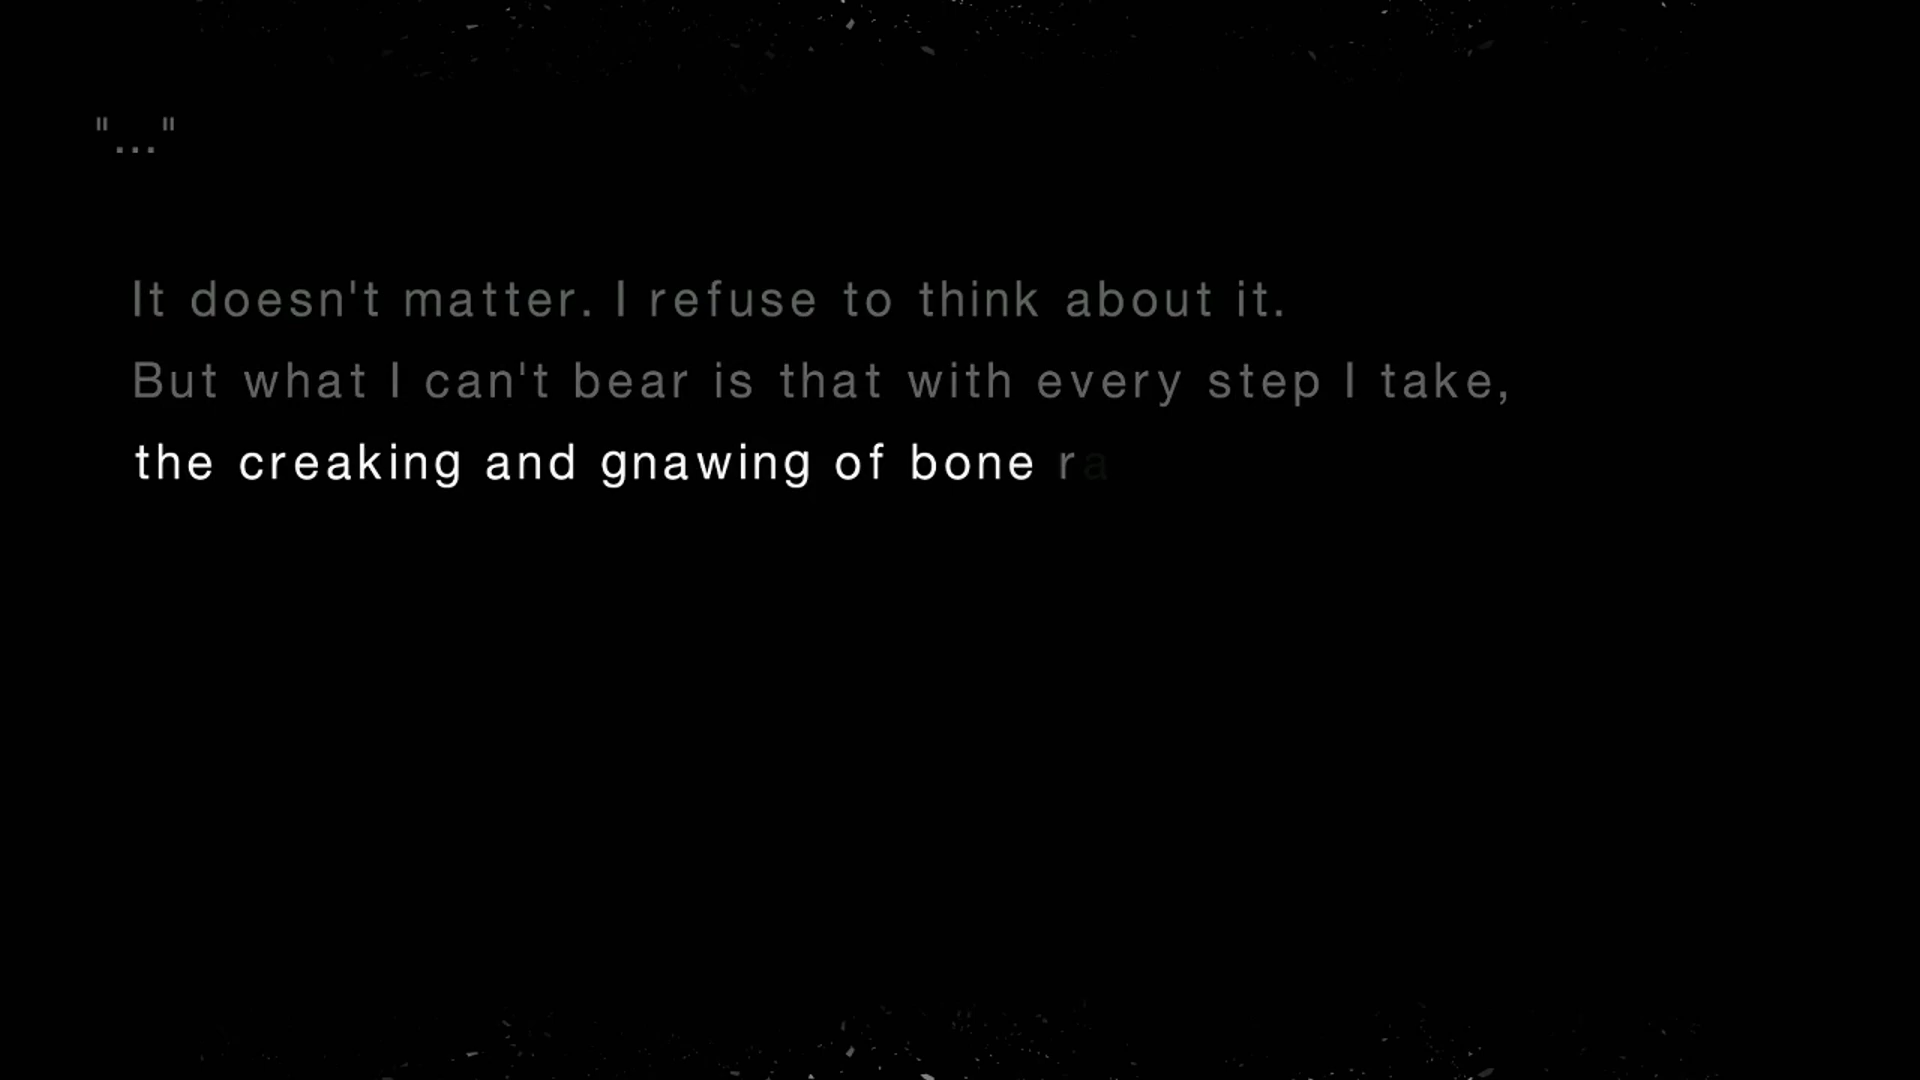 "..."
It doesn't matter. I refuse to think about it.
But what I can't bear is that with every step I take,
the creaking and gnawing of bone ra